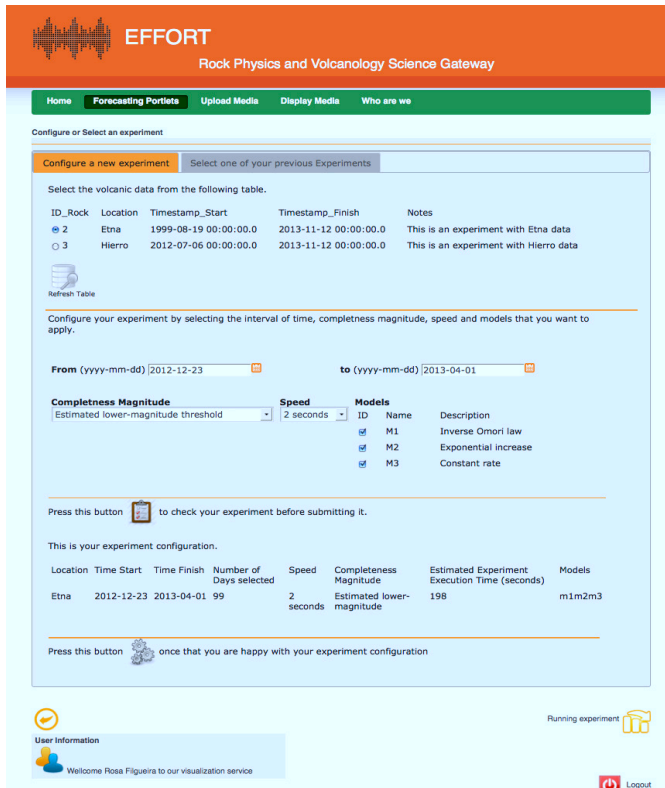 EFFORT
Rock Physics and Volcanology Science Gateway
Home Forecasting Portlets Upload Media Display Media Who are we
Configure or Select an experiment
Configure a new experiment Select one of your previous Experiments
Select the volcanic data from the following table.
ID_Rock Location Timestamp_Start Timestamp_Finish Notes
2 Etna 1999-08-19 00:00:00.0 2013-11-12 00:00:00.0 This is an experiment with Etna data
3 Hierro 2012-07-06 00:00:00.0 2013-11-12 00:00:00.0 This is an experiment with Hierro data
Refresh Table
Configure your experiment by selecting the interval of time, completness magnitude, speed and models that you want to
apply.
From (yyyy-mm-dd) 2012-12-23 to (yyyy-mm-dd) 2013-04-01
Completness Magnitude Speed Models
Estimated lower-magnitude threshold 2 seconds ID Name Description
M1 Inverse Omori law
M2 Exponential increase
M3 Constant rate
Press this button to check your experiment before submitting it.
This is your experiment configuration.
Location Time Start Time Finish Number of Speed Completeness Estimated Experiment Models
Days selected Magnitude Execution Time (seconds)
Etna 2012-12-23 2013-04-01 99 2 Estimated lower- 198 m1m2m3
seconds magnitude
Press this button once that you are happy with your experiment configuration
Running experiment
User Information
Wellcome Rosa Filgueira to our visualization service
Logout